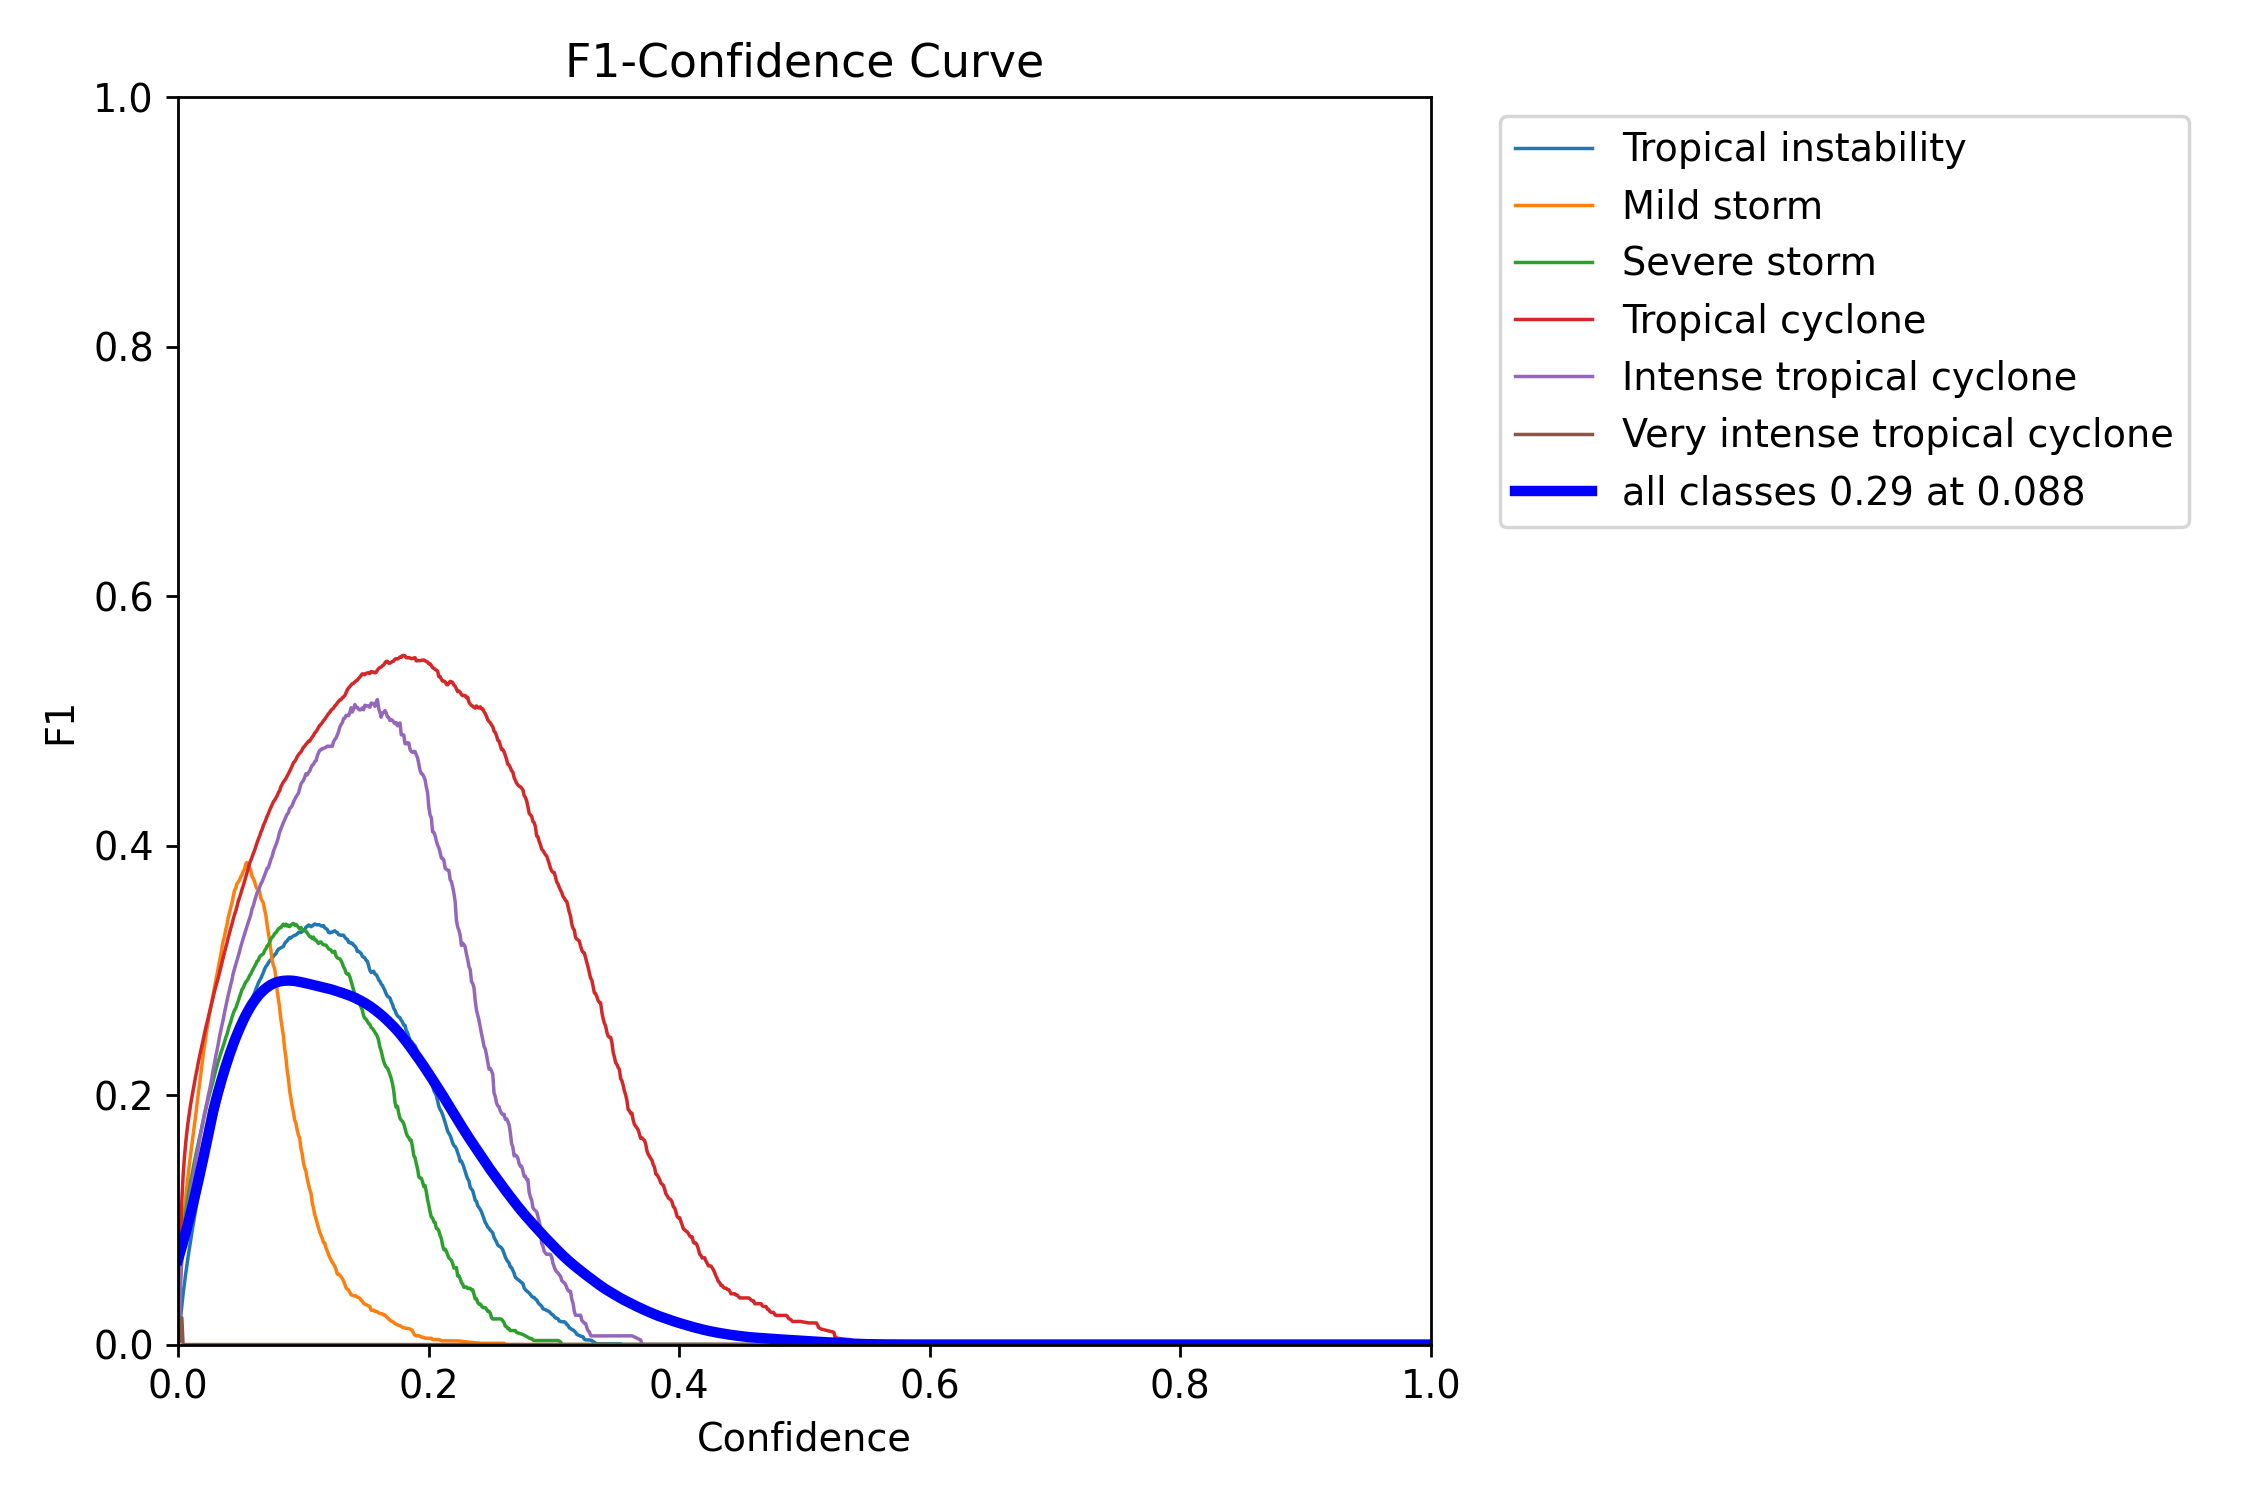 F1-Confidence Curve
1.0
0.8
0.6
0.4
0.2
0.0
F1
0.0 0.2 0.4 0.6 0.8 1.0
Confidence
Tropical instability
Mild storm
Severe storm
Tropical cyclone
Intense tropical cyclone
Very intense tropical cyclone
all classes 0.29 at 0.088